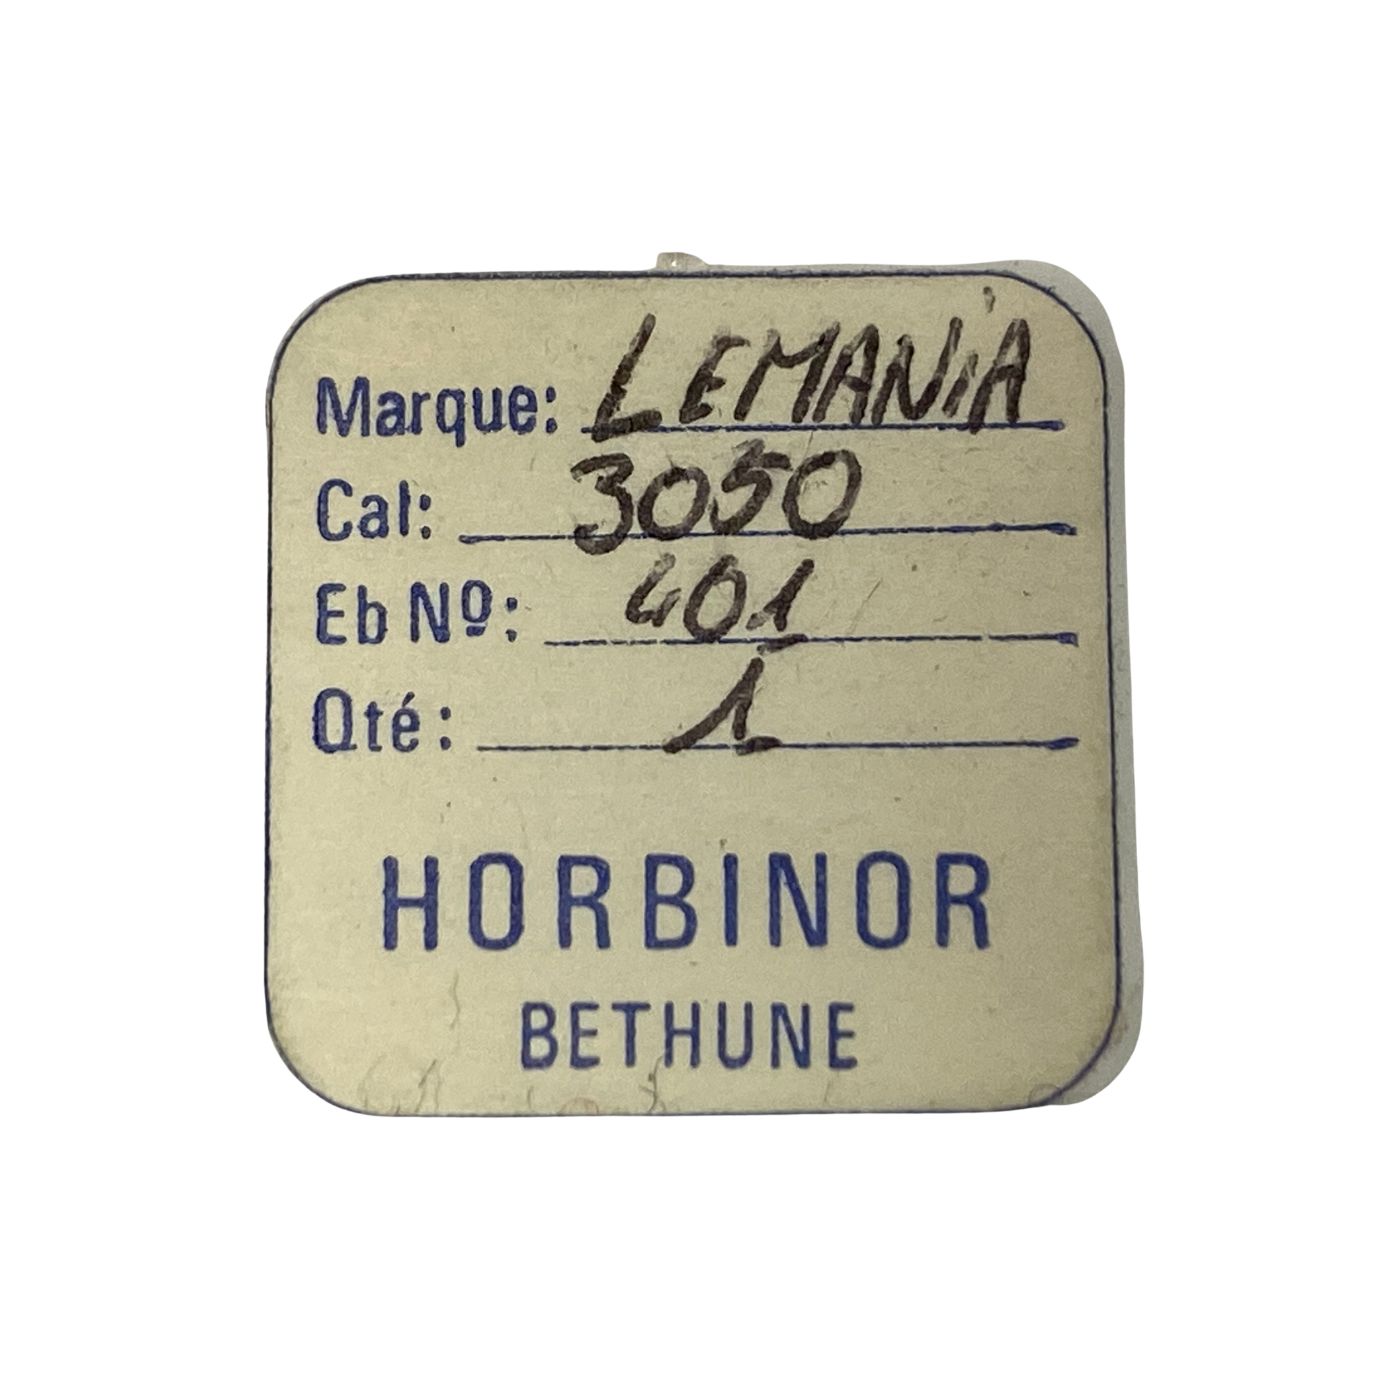 Marque: LEMANiA
Cal: 3050
Eb Nº: 401
Qté: 1
HORBINOR
BETHUNE